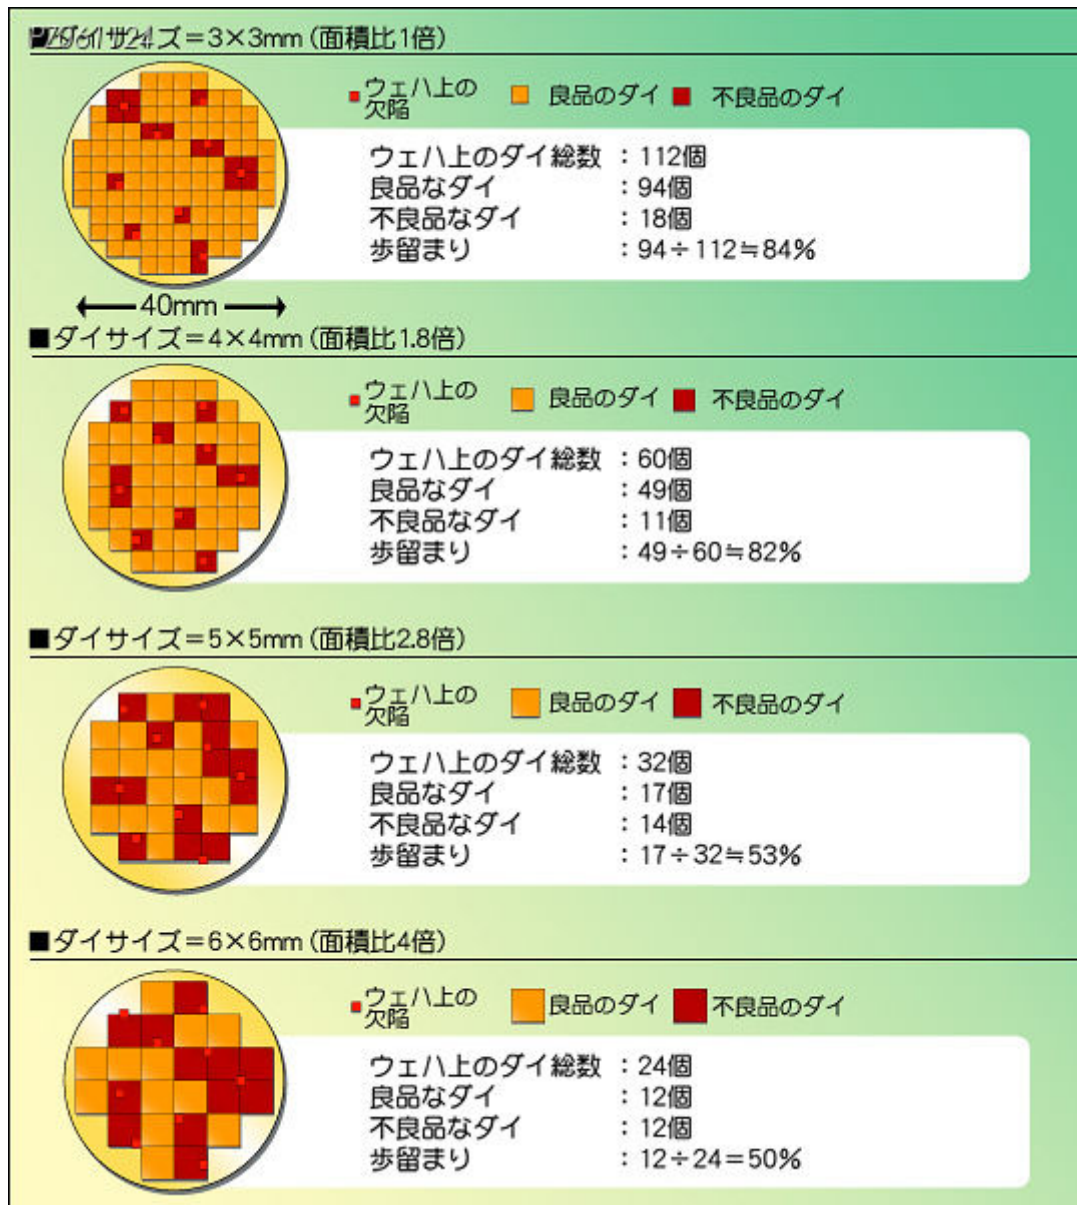 ダイサイズ=3×3mm(面積比1倍)
ウェハ上の
欠陥
良品のダイ
不良品のダイ
ウェハ上のダイ総数 : 112個
良品なダイ : 94個
不良品なダイ : 18個
歩留まり : 94÷112≒84%
40mm
■ダイサイズ=4×4mm(面積比1.8倍)
ウェハ上の
欠陥
良品のダイ
不良品のダイ
ウェハ上のダイ総数 : 60個
良品なダイ : 49個
不良品なダイ : 11個
歩留まり : 49÷60≒82%
■ダイサイズ=5×5mm(面積比2.8倍)
ウェハ上の
欠陥
良品のダイ
不良品のダイ
ウェハ上のダイ総数 : 32個
良品なダイ : 17個
不良品なダイ : 14個
歩留まり : 17÷32≒53%
■ダイサイズ=6×6mm(面積比4倍)
ウェハ上の
欠陥
良品のダイ
不良品のダイ
ウェハ上のダイ総数 : 24個
良品なダイ : 12個
不良品なダイ : 12個
歩留まり : 12÷24=50%